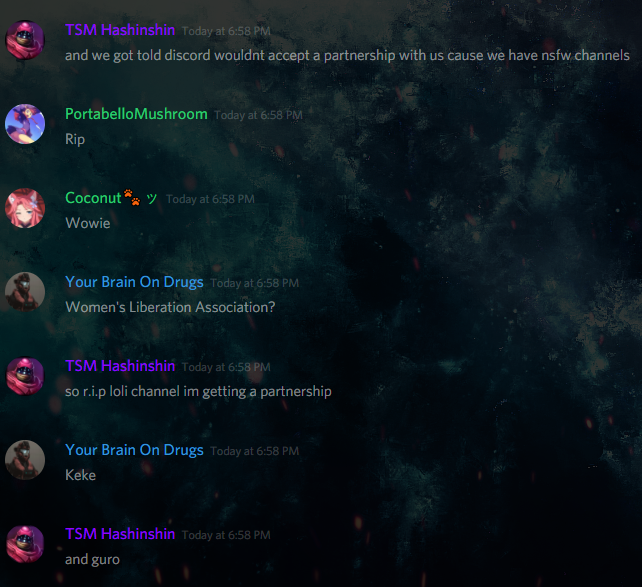 TSM Hashinshin Today at 6:58 PM
and we got told discord wouldnt accept a partnership with us cause we have nsfw channels
PortabelloMushroom Today at 6:58 PM
Rip
Coconut🐾 ツ Today at 6:58 PM
Wowie
Your Brain On Drugs Today at 6:58 PM
Women's Liberation Association?
TSM Hashinshin Today at 6:58 PM
so r.i.p loli channel im getting a partnership
Your Brain On Drugs Today at 6:58 PM
Keke
TSM Hashinshin Today at 6:58 PM
and guro